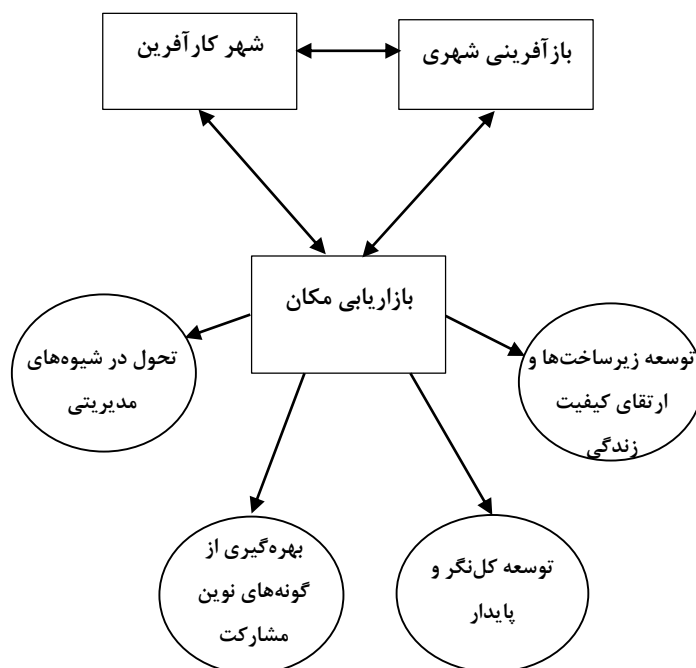 بازآفرینی شهری
شهر کارآفرین
بازاریابی مکان
توسعه زیرساخت‌ها و
ارتقای کیفیت
زندگی
تحول در شیوه‌های
مدیریتی
توسعه کل‌نگر و
پایدار
بهره‌گیری از
گونه‌های نوین
مشارکت